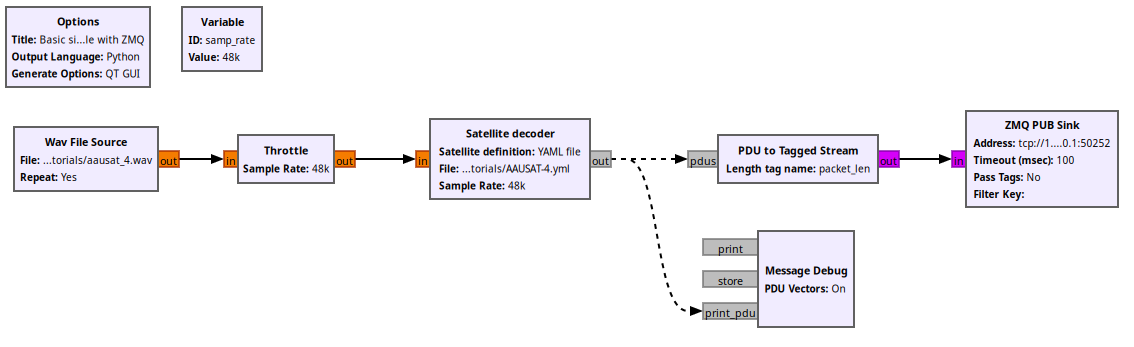 Options
Title: Basic si...le with ZMQ
Output Language: Python
Generate Options: QT GUI
Variable
ID: samp_rate
Value: 48k
Wav File Source
File: ...torials/aausat_4.wav
Repeat: Yes
out
in
Throttle
Sample Rate: 48k
out
in
Satellite decoder
Satellite definition: YAML file
File: ...torials/AAUSAT-4.yml
Sample Rate: 48k
out
pdus
PDU to Tagged Stream
Length tag name: packet_len
out
in
ZMQ PUB Sink
Address: tcp://1....0.1:50252
Timeout (msec): 100
Pass Tags: No
Filter Key:
print
store
print_pdu
Message Debug
PDU Vectors: On